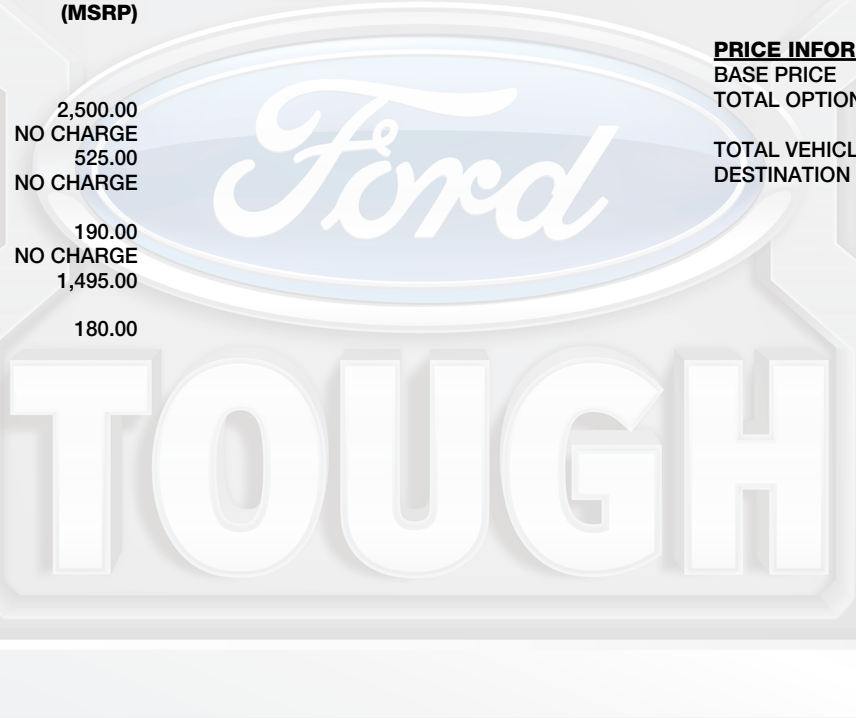 (MSRP)
2,500.00
NO CHARGE
525.00
NO CHARGE
190.00
NO CHARGE
1,495.00
180.00
PRICE INFOR
BASE PRICE
TOTAL OPTION
TOTAL VEHICL
DESTINATION
Ford
TOUGH